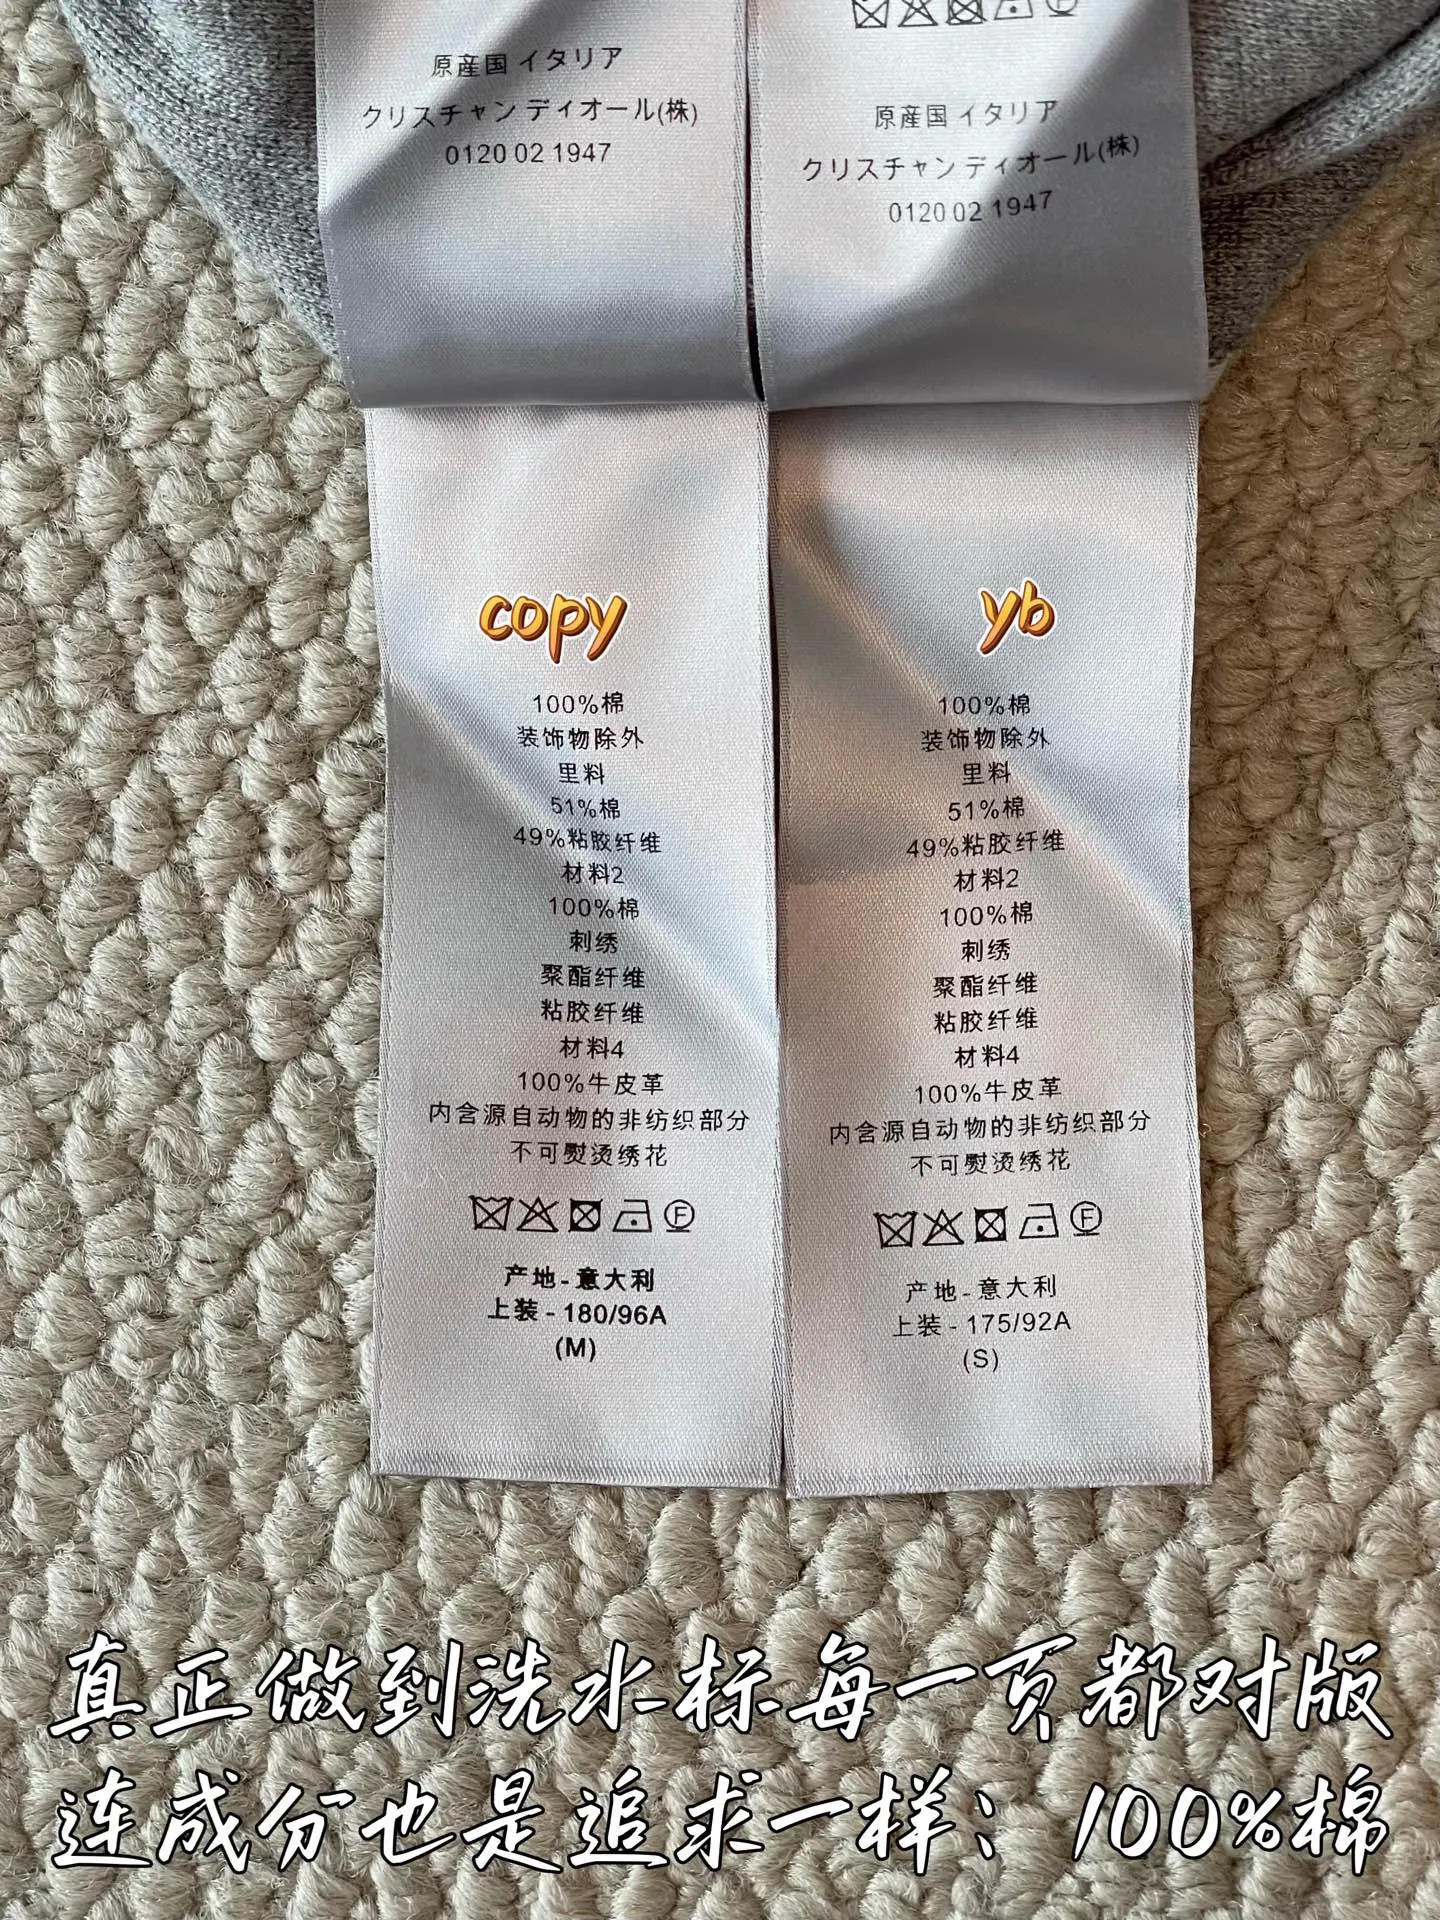 原産国 イタリア
クリスチャン ディオール(株)
0120 02 1947
原産国 イタリア
クリスチャン ディオール(株)
0120 02 1947
copy
100%棉
装饰物除外
里料
51%棉
49%粘胶纤维
材料2
100%棉
刺绣
聚酯纤维
粘胶纤维
材料4
100%牛皮革
内含源自动物的非纺织部分
不可熨烫绣花
F
产地-意大利
上装-180/96A
(M)
yb
100%棉
装饰物除外
里料
51%棉
49%粘胶纤维
材料2
100%棉
刺绣
聚酯纤维
粘胶纤维
材料4
100%牛皮革
内含源自动物的非纺织部分
不可熨烫绣花
F
产地-意大利
上装-175/92A
(S)
真正做到洗水标每一页都对版
连成分也是追求一样：100%棉